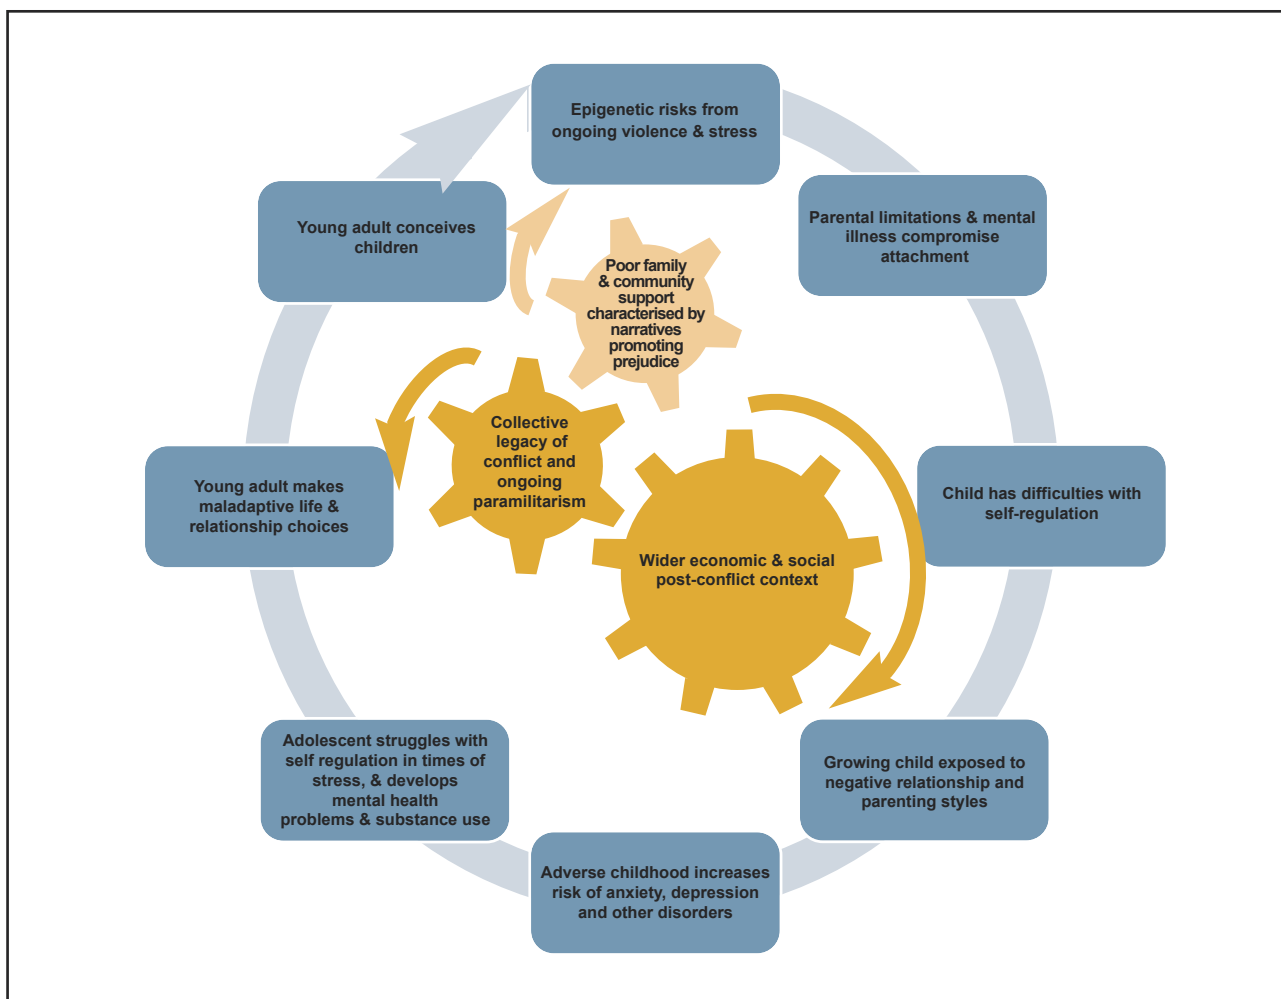 Epigenetic risks from
ongoing violence & stress
Parental limitations & mental
illness compromise
attachment
Child has difficulties with
self-regulation
Growing child exposed to
negative relationship and
parenting styles
Adverse childhood increases
risk of anxiety, depression
and other disorders
Adolescent struggles with
self regulation in times of
stress, & develops
mental health
problems & substance use
Young adult makes
maladaptive life &
relationship choices
Young adult conceives
children
Poor family
& community
support
characterised by
narratives
promoting
prejudice
Collective
legacy of
conflict and
ongoing
paramilitarism
Wider economic & social
post-conflict context